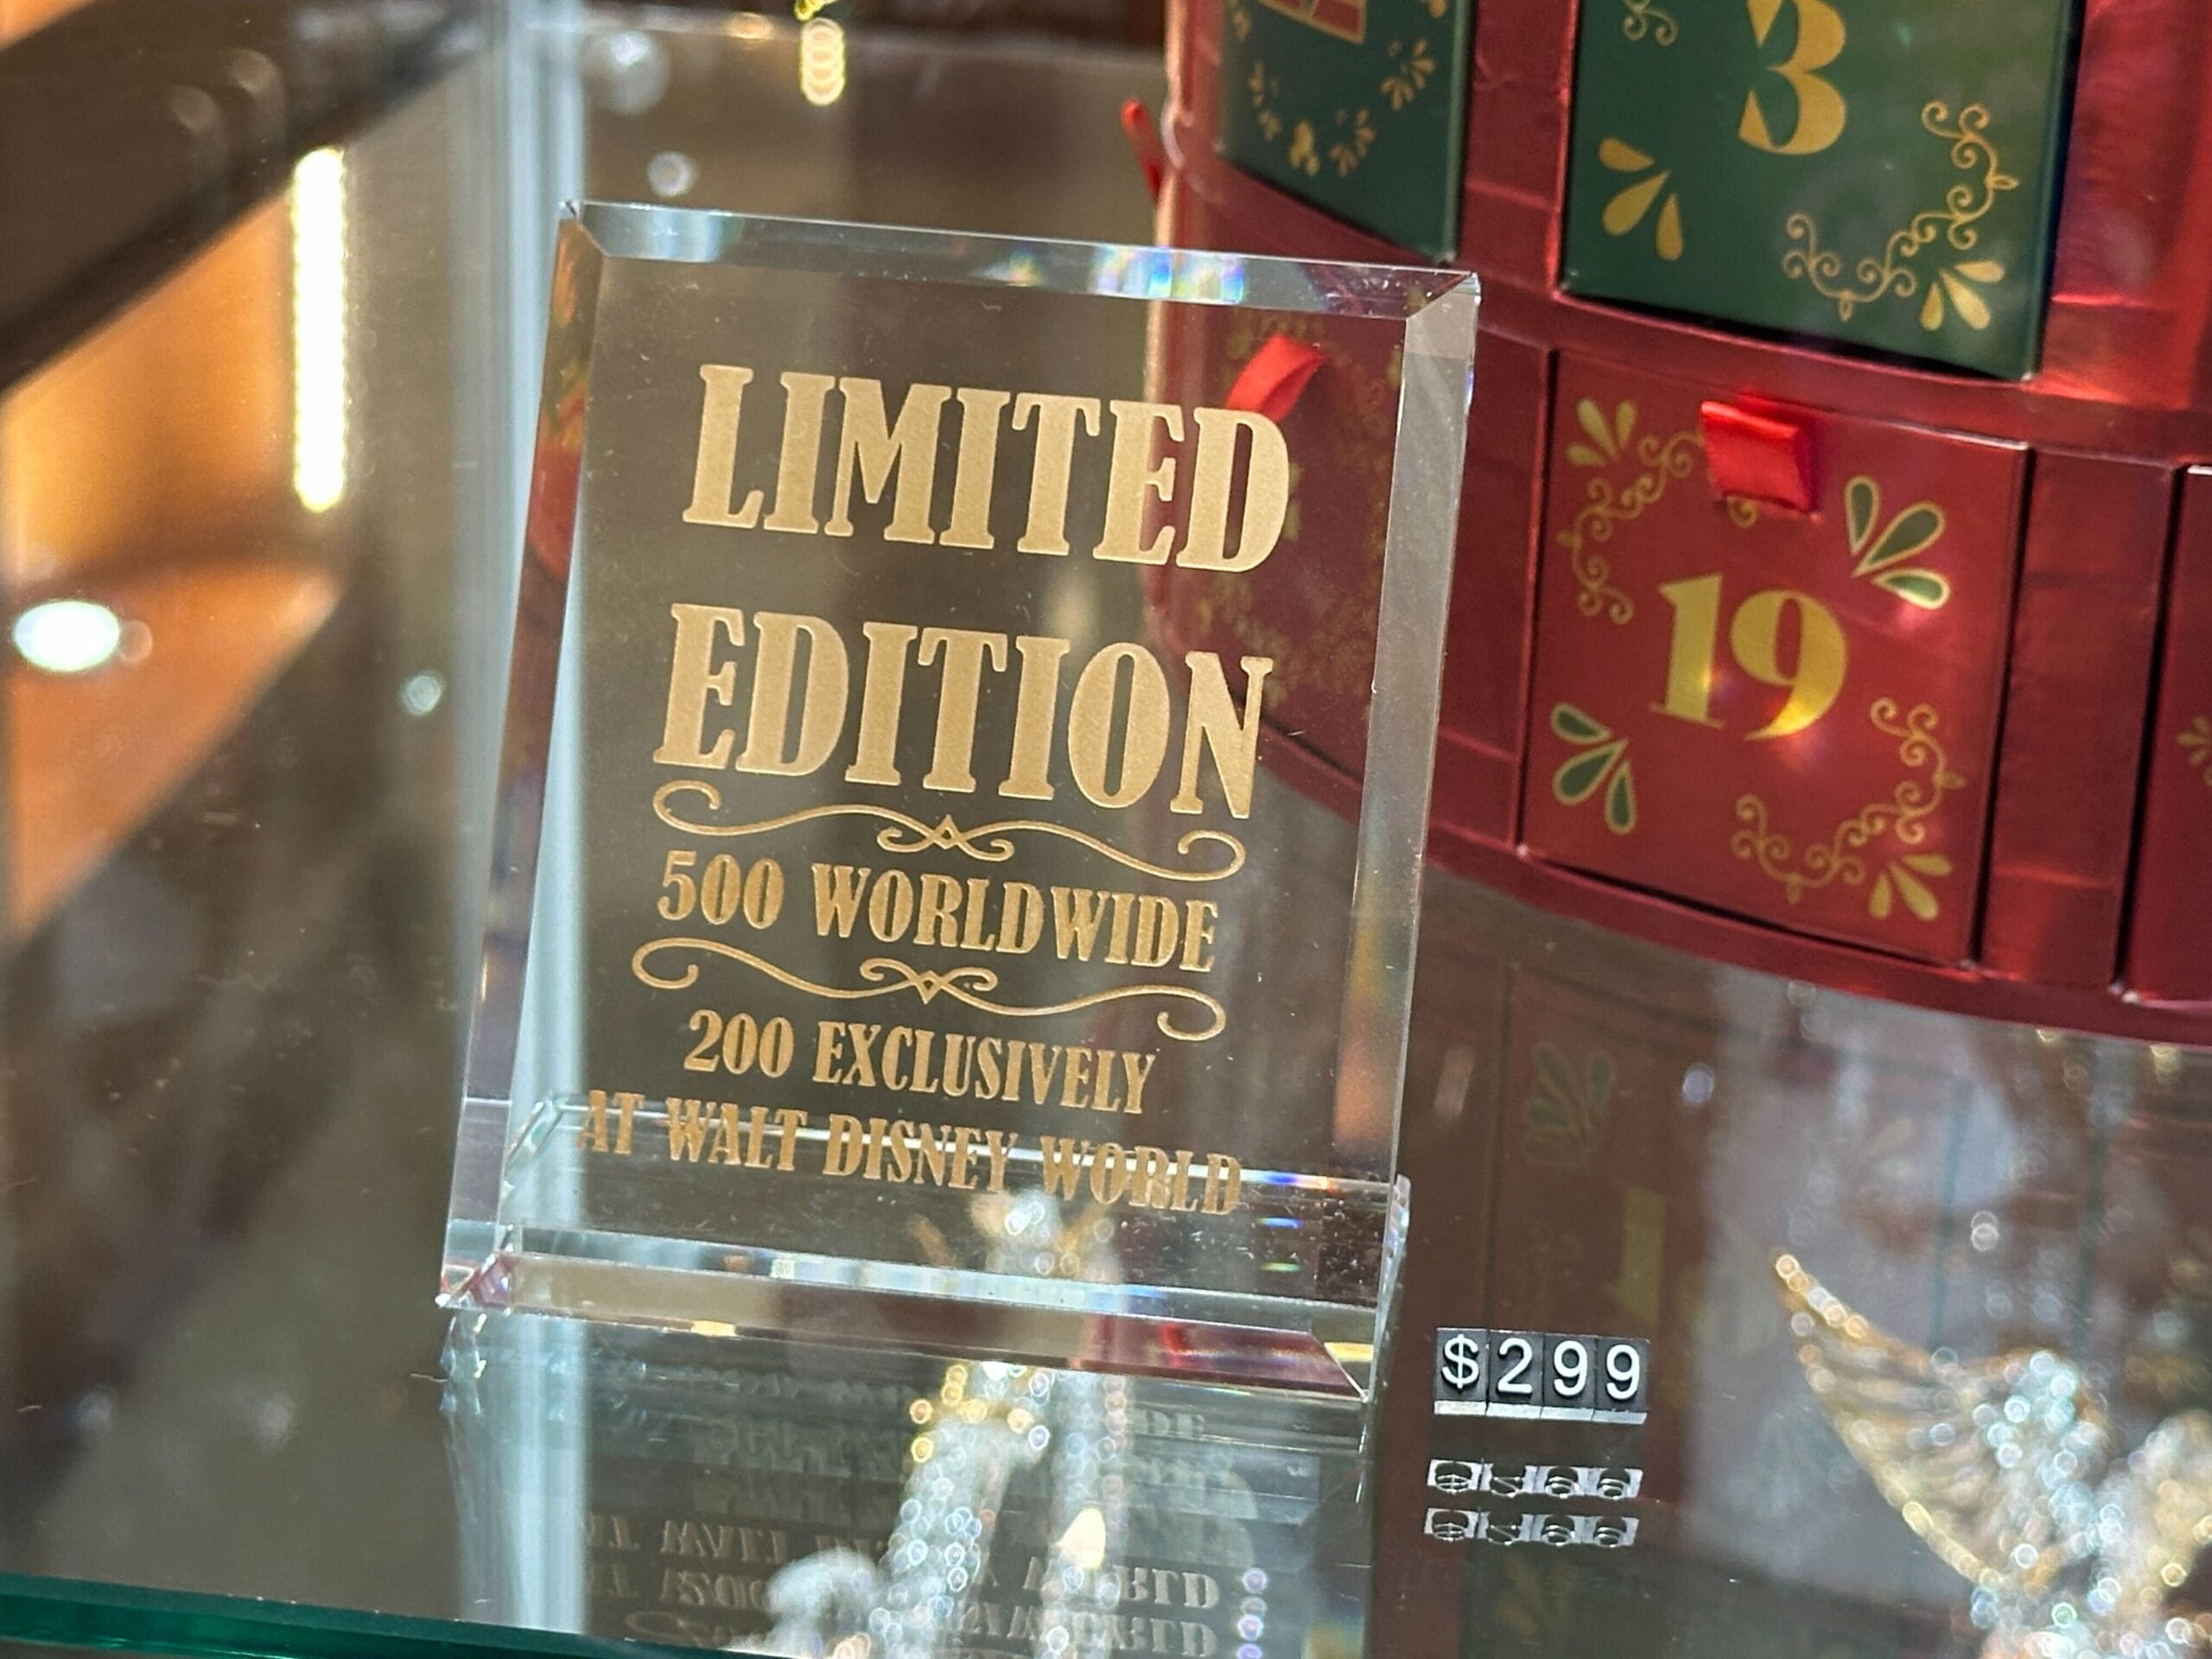 LIMITED
EDITION
500 WORLDWIDE
200 EXCLUSIVELY
AT WALT DISNEY WORLD
3
19
$299